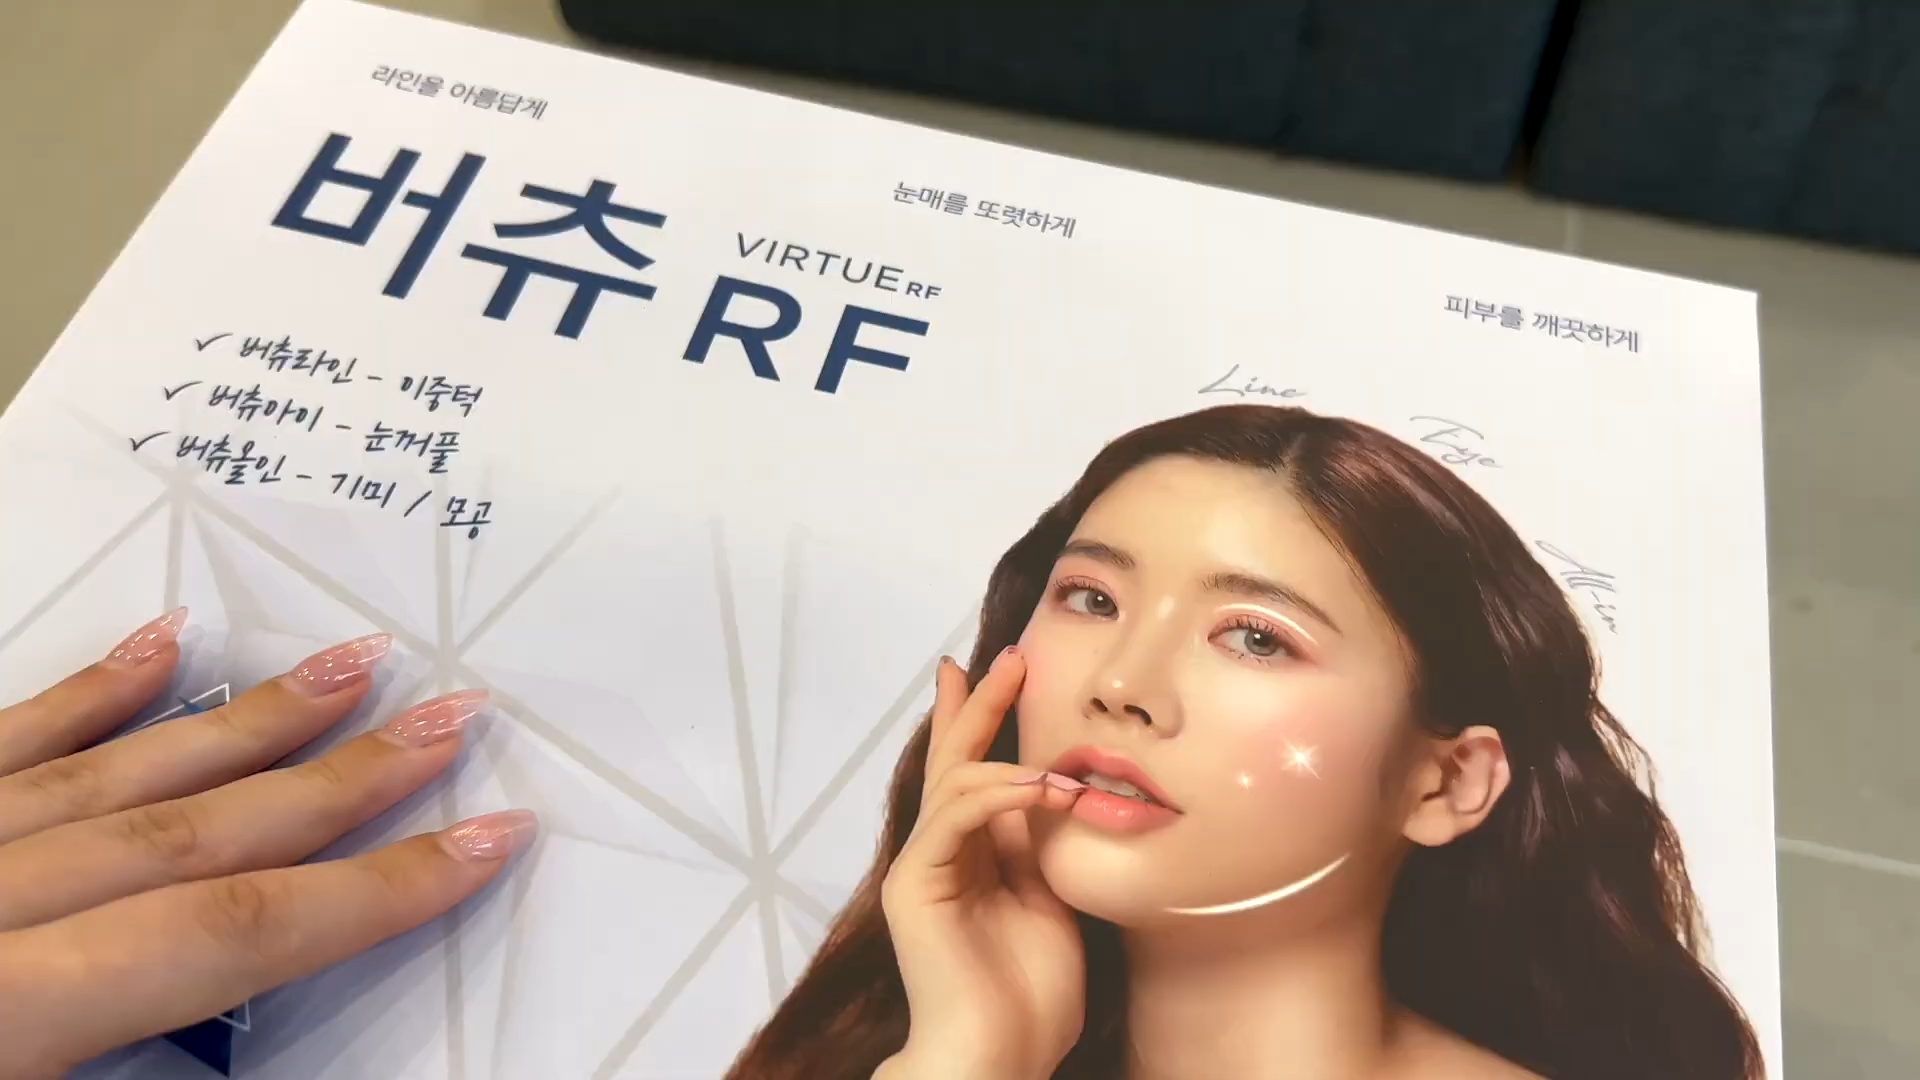 라인을 아름답게
눈매를 또렷하게
피부를 깨끗하게
버츄 RF
VIRTUE RF
✓ 버츄라인 - 이중턱
✓ 버츄아이 - 눈꺼풀
✓ 버츄올인 - 기미 / 모공
Line
Eye
All-in